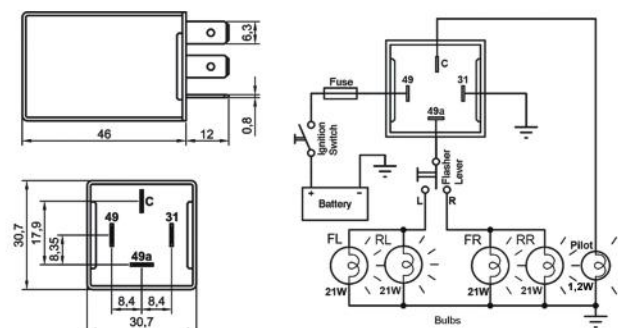 6,3
46
12
0,8
C
49
31
49a
30,7
17,9
8,35
8,4
8,4
30,7
C
49
31
49a
Fuse
Ignition
Switch
+
-
Battery
Flasher
Lever
L
R
FL
RL
FR
RR
Pilot
21W
21W
21W
21W
1,2W
Bulbs